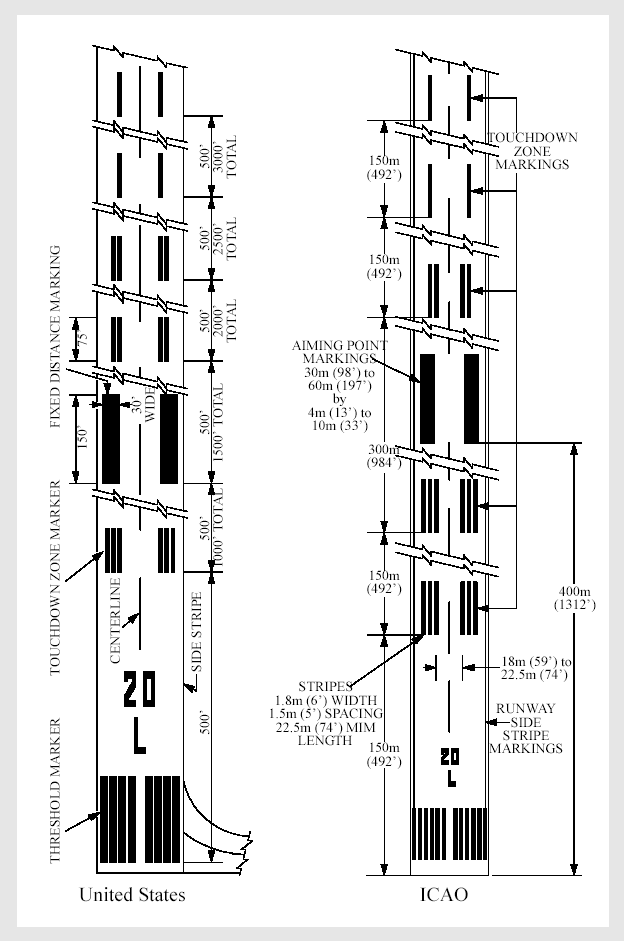 500'
3000'
TOTAL
500'
2500'
TOTAL
500'
2000'
TOTAL
FIXED DISTANCE MARKING
75'
30'
WIDE
150'
500'
1500' TOTAL
500'
1000' TOTAL
TOUCHDOWN ZONE MARKER
CENTERLINE
SIDE STRIPE
20
L
500'
THRESHOLD MARKER
United States
TOUCHDOWN
ZONE
MARKINGS
150m
(492')
150m
(492')
AIMING POINT
MARKINGS
30m (98') to
60m (197')
by
4m (13') to
10m (33')
300m
(984')
150m
(492')
400m
(1312')
18m (59') to
22.5m (74')
STRIPES
1.8m (6') WIDTH
1.5m (5') SPACING
22.5m (74') MIM
LENGTH
RUNWAY
SIDE
STRIPE
MARKINGS
150m
(492')
20
L
ICAO